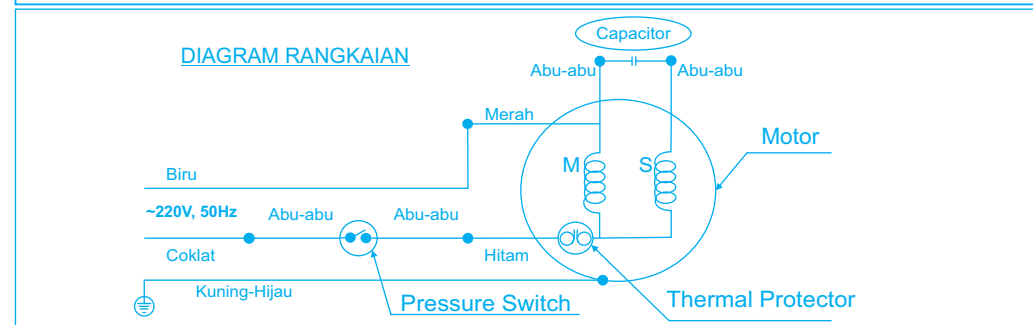 DIAGRAM RANGKAIAN
Capacitor
Abu-abu
Abu-abu
Merah
Motor
M
S
Biru
~220V, 50Hz
Abu-abu
Abu-abu
Coklat
Hitam
Kuning-Hijau
Pressure Switch
Thermal Protector